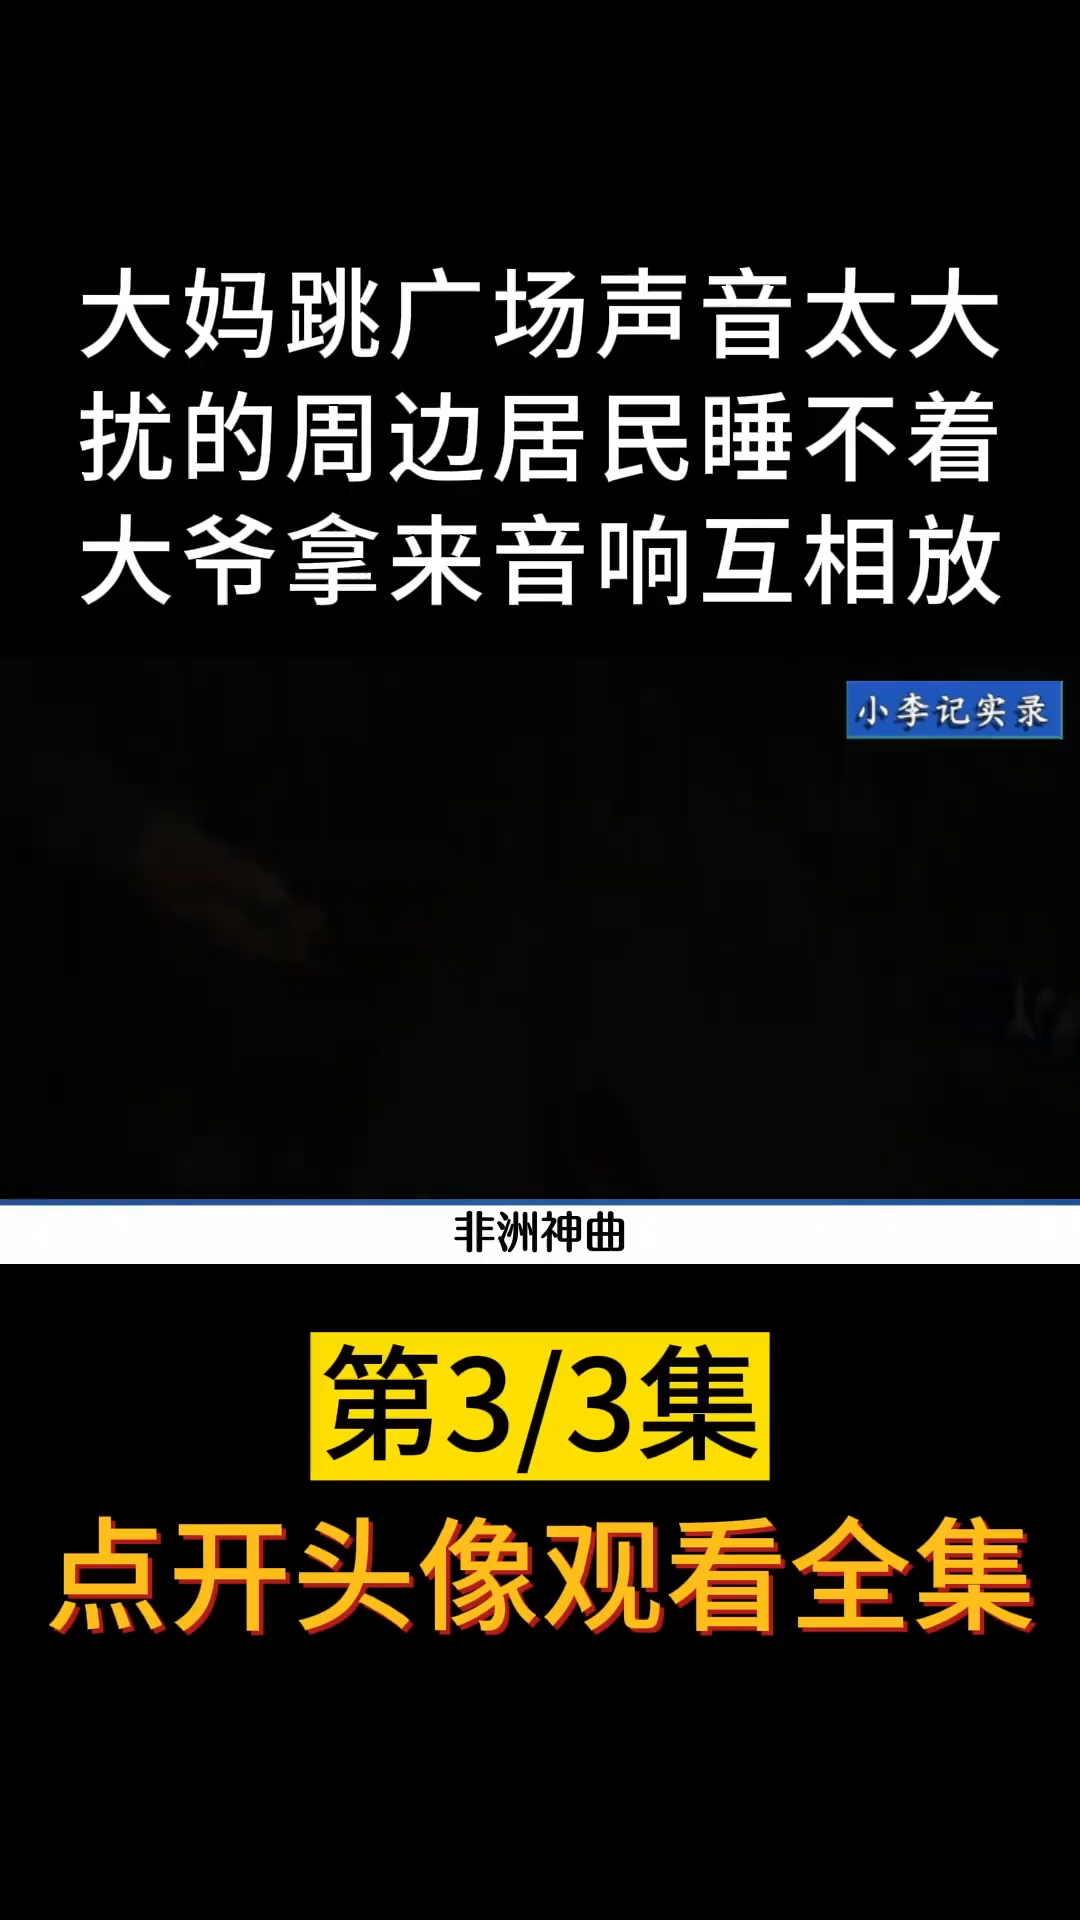 大妈跳广场声音太大
扰的周边居民睡不着
大爷拿来音响互相放
小李记实录
非洲神曲
第3/3集
点开头像观看全集